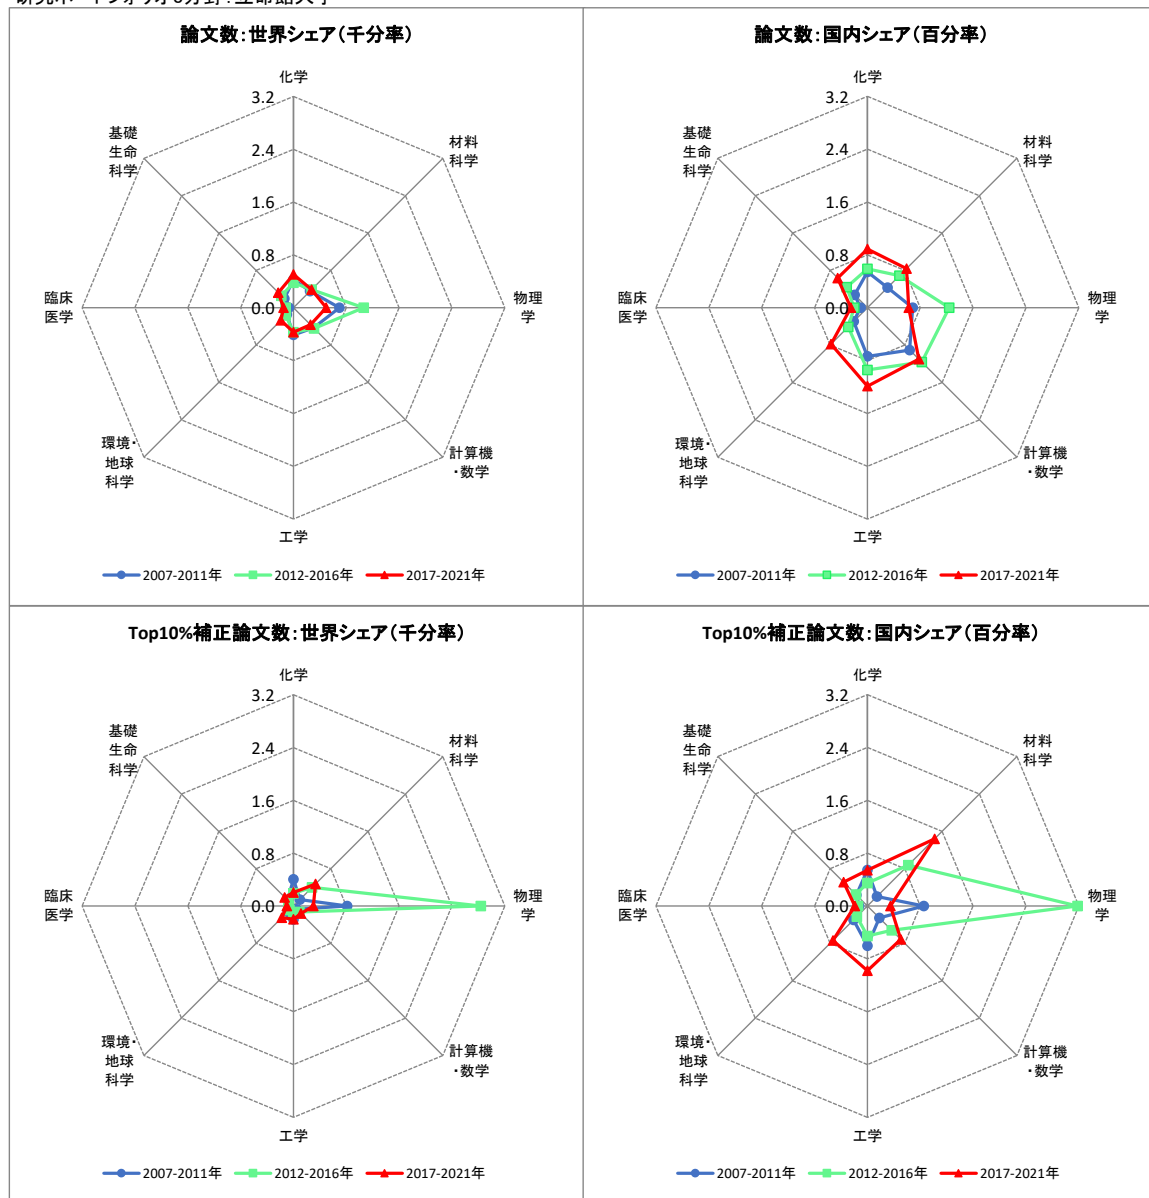 論文数：世界シェア（千分率）
化学
3.2
2.4
1.6
0.8
0.0
材料
科学
物理
学
計算機
・数学
工学
環境・
地球
科学
臨床
医学
基礎
生命
科学
2007-2011年
2012-2016年
2017-2021年
論文数：国内シェア（百分率）
化学
3.2
2.4
1.6
0.8
0.0
材料
科学
物理
学
計算機
・数学
工学
環境・
地球
科学
臨床
医学
基礎
生命
科学
2007-2011年
2012-2016年
2017-2021年
Top10%補正論文数：世界シェア（千分率）
化学
3.2
2.4
1.6
0.8
0.0
材料
科学
物理
学
計算機
・数学
工学
環境・
地球
科学
臨床
医学
基礎
生命
科学
2007-2011年
2012-2016年
2017-2021年
Top10%補正論文数：国内シェア（百分率）
化学
3.2
2.4
1.6
0.8
0.0
材料
科学
物理
学
計算機
・数学
工学
環境・
地球
科学
臨床
医学
基礎
生命
科学
2007-2011年
2012-2016年
2017-2021年